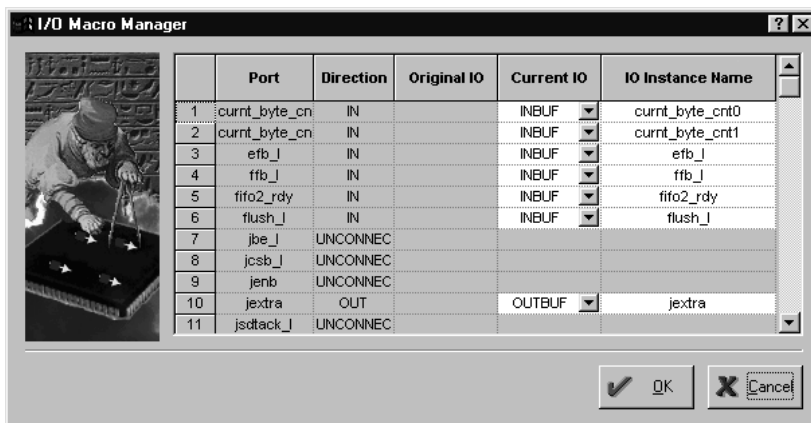 I/O Macro Manager
Port Direction Original IO Current IO IO Instance Name
1 curnt_byte_cn IN INBUF curnt_byte_cnt0
2 curnt_byte_cn IN INBUF curnt_byte_cnt1
3 efb_l IN INBUF efb_l
4 ffb_l IN INBUF ffb_l
5 fifo2_rdy IN INBUF fifo2_rdy
6 flush_l IN INBUF flush_l
7 jbe_l UNCONNEC
8 jcsb_l UNCONNEC
9 jenb UNCONNEC
10 jextra OUT OUTBUF jextra
11 jsdtack_l UNCONNEC
OK Cancel